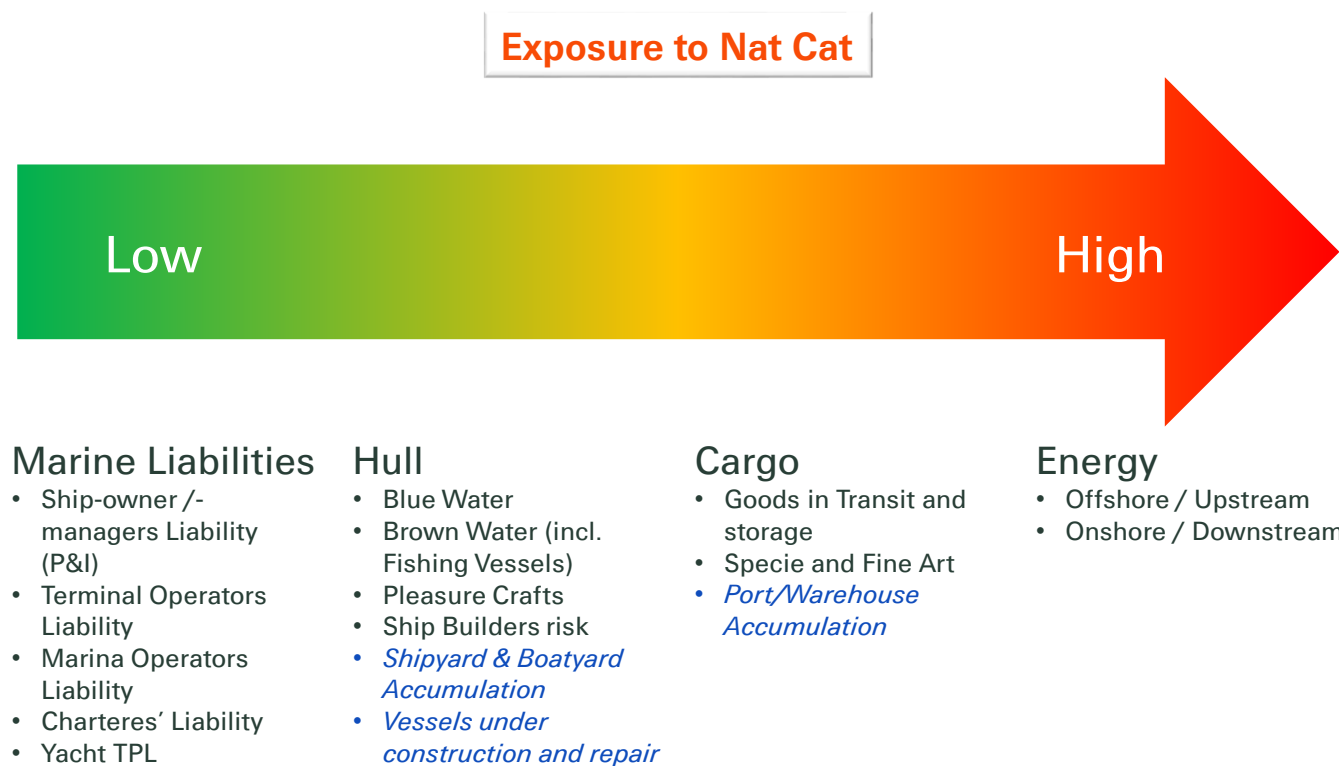 Exposure to Nat Cat
Low
High
Marine Liabilities
• Ship-owner /-
managers Liability
(P&I)
• Terminal Operators
Liability
• Marina Operators
Liability
• Charteres’ Liability
• Yacht TPL
Hull
• Blue Water
• Brown Water (incl.
Fishing Vessels)
• Pleasure Crafts
• Ship Builders risk
• Shipyard & Boatyard
Accumulation
• Vessels under
construction and repair
Cargo
• Goods in Transit and
storage
• Specie and Fine Art
• Port/Warehouse
Accumulation
Energy
• Offshore / Upstream
• Onshore / Downstream